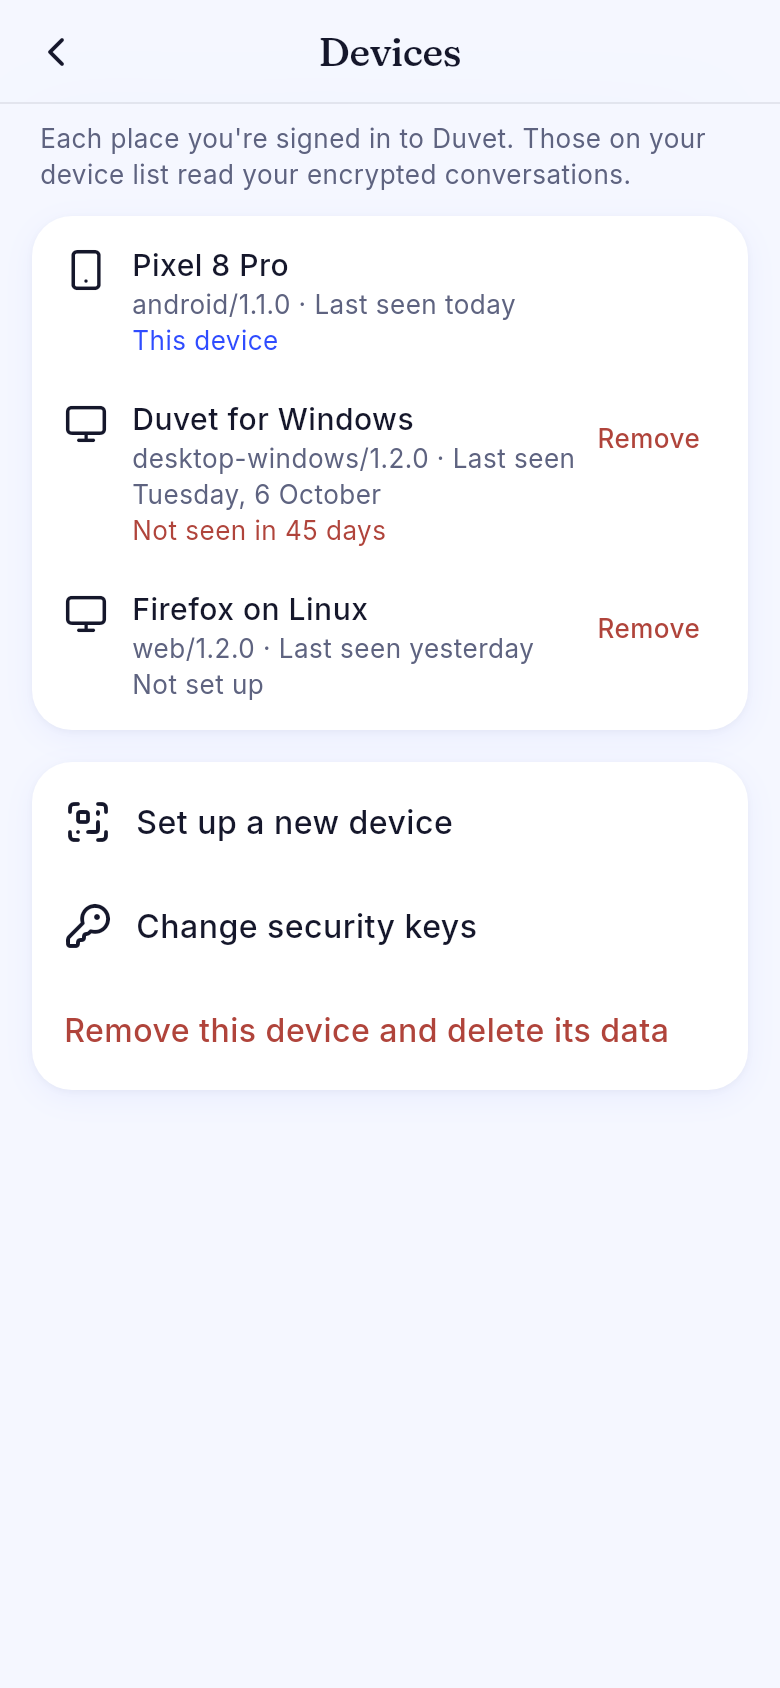 Devices
Each place you're signed in to Duvet. Those on your
device list read your encrypted conversations.
Pixel 8 Pro
android/1.1.0 · Last seen today
This device
Duvet for Windows
desktop-windows/1.2.0 · Last seen
Tuesday, 6 October
Not seen in 45 days
Remove
Firefox on Linux
web/1.2.0 · Last seen yesterday
Not set up
Remove
Set up a new device
Change security keys
Remove this device and delete its data